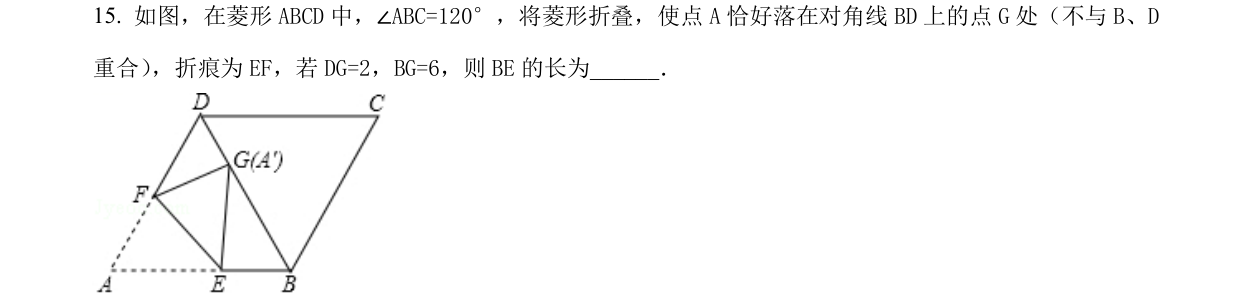 15. 如图，在菱形 ABCD 中，∠ABC=120°，将菱形折叠，使点 A 恰好落在对角线 BD 上的点 G 处（不与 B、D
重合），折痕为 EF，若 DG=2，BG=6，则 BE 的长为______．
D C
G(A')
F
A E B